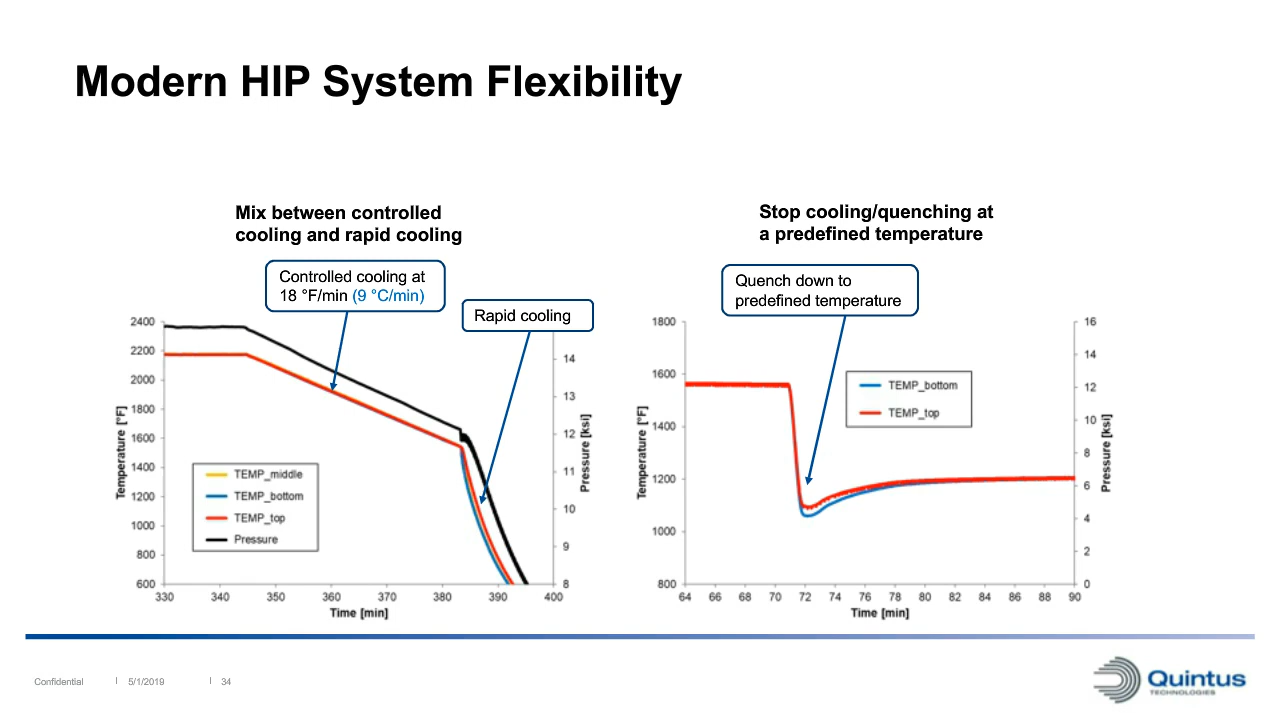 Modern HIP System Flexibility
Mix between controlled
cooling and rapid cooling
Controlled cooling at
18 °F/min (9 °C/min)
Rapid cooling
2400
2200
2000
1800
1600
1400
1200
1000
800
600
Temperature [°F]
14
13
12
11
10
9
8
Pressure [ksi]
TEMP_middle
TEMP_bottom
TEMP_top
Pressure
330
340
350
360
370
380
390
400
Time [min]
Stop cooling/quenching at
a predefined temperature
Quench down to
predefined temperature
1800
1600
1400
1200
1000
800
Temperature [°F]
16
14
12
10
8
6
4
2
0
Pressure [ksi]
TEMP_bottom
TEMP_top
64
66
68
70
72
74
76
78
80
82
84
86
88
90
Time [min]
Confidential
5/1/2019
34
Quintus
TECHNOLOGIES